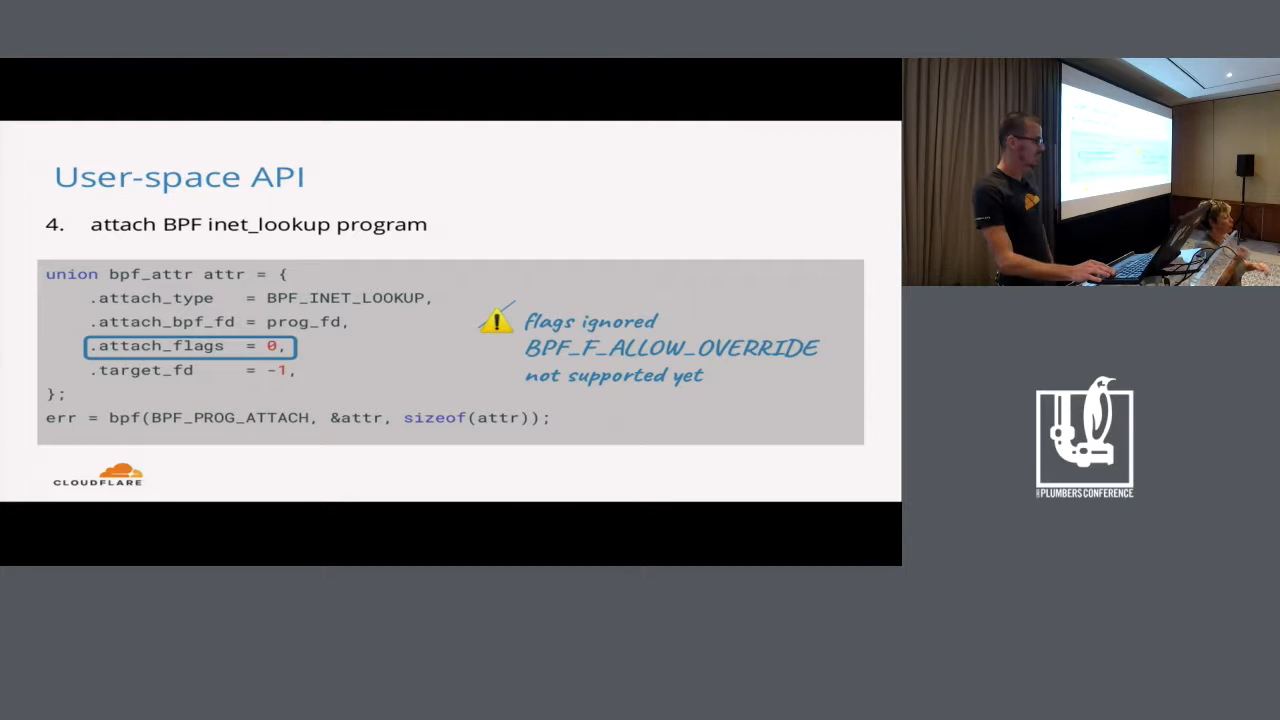 User-space API
4. attach BPF inet_lookup program
union bpf_attr attr = {
.attach_type = BPF_INET_LOOKUP,
.attach_bpf_fd = prog_fd,
.attach_flags = 0,
.target_fd = -1,
};
err = bpf(BPF_PROG_ATTACH, &attr, sizeof(attr));
flags ignored
BPF_F_ALLOW_OVERRIDE
not supported yet
CLOUDFLARE
PLUMBERS CONFERENCE